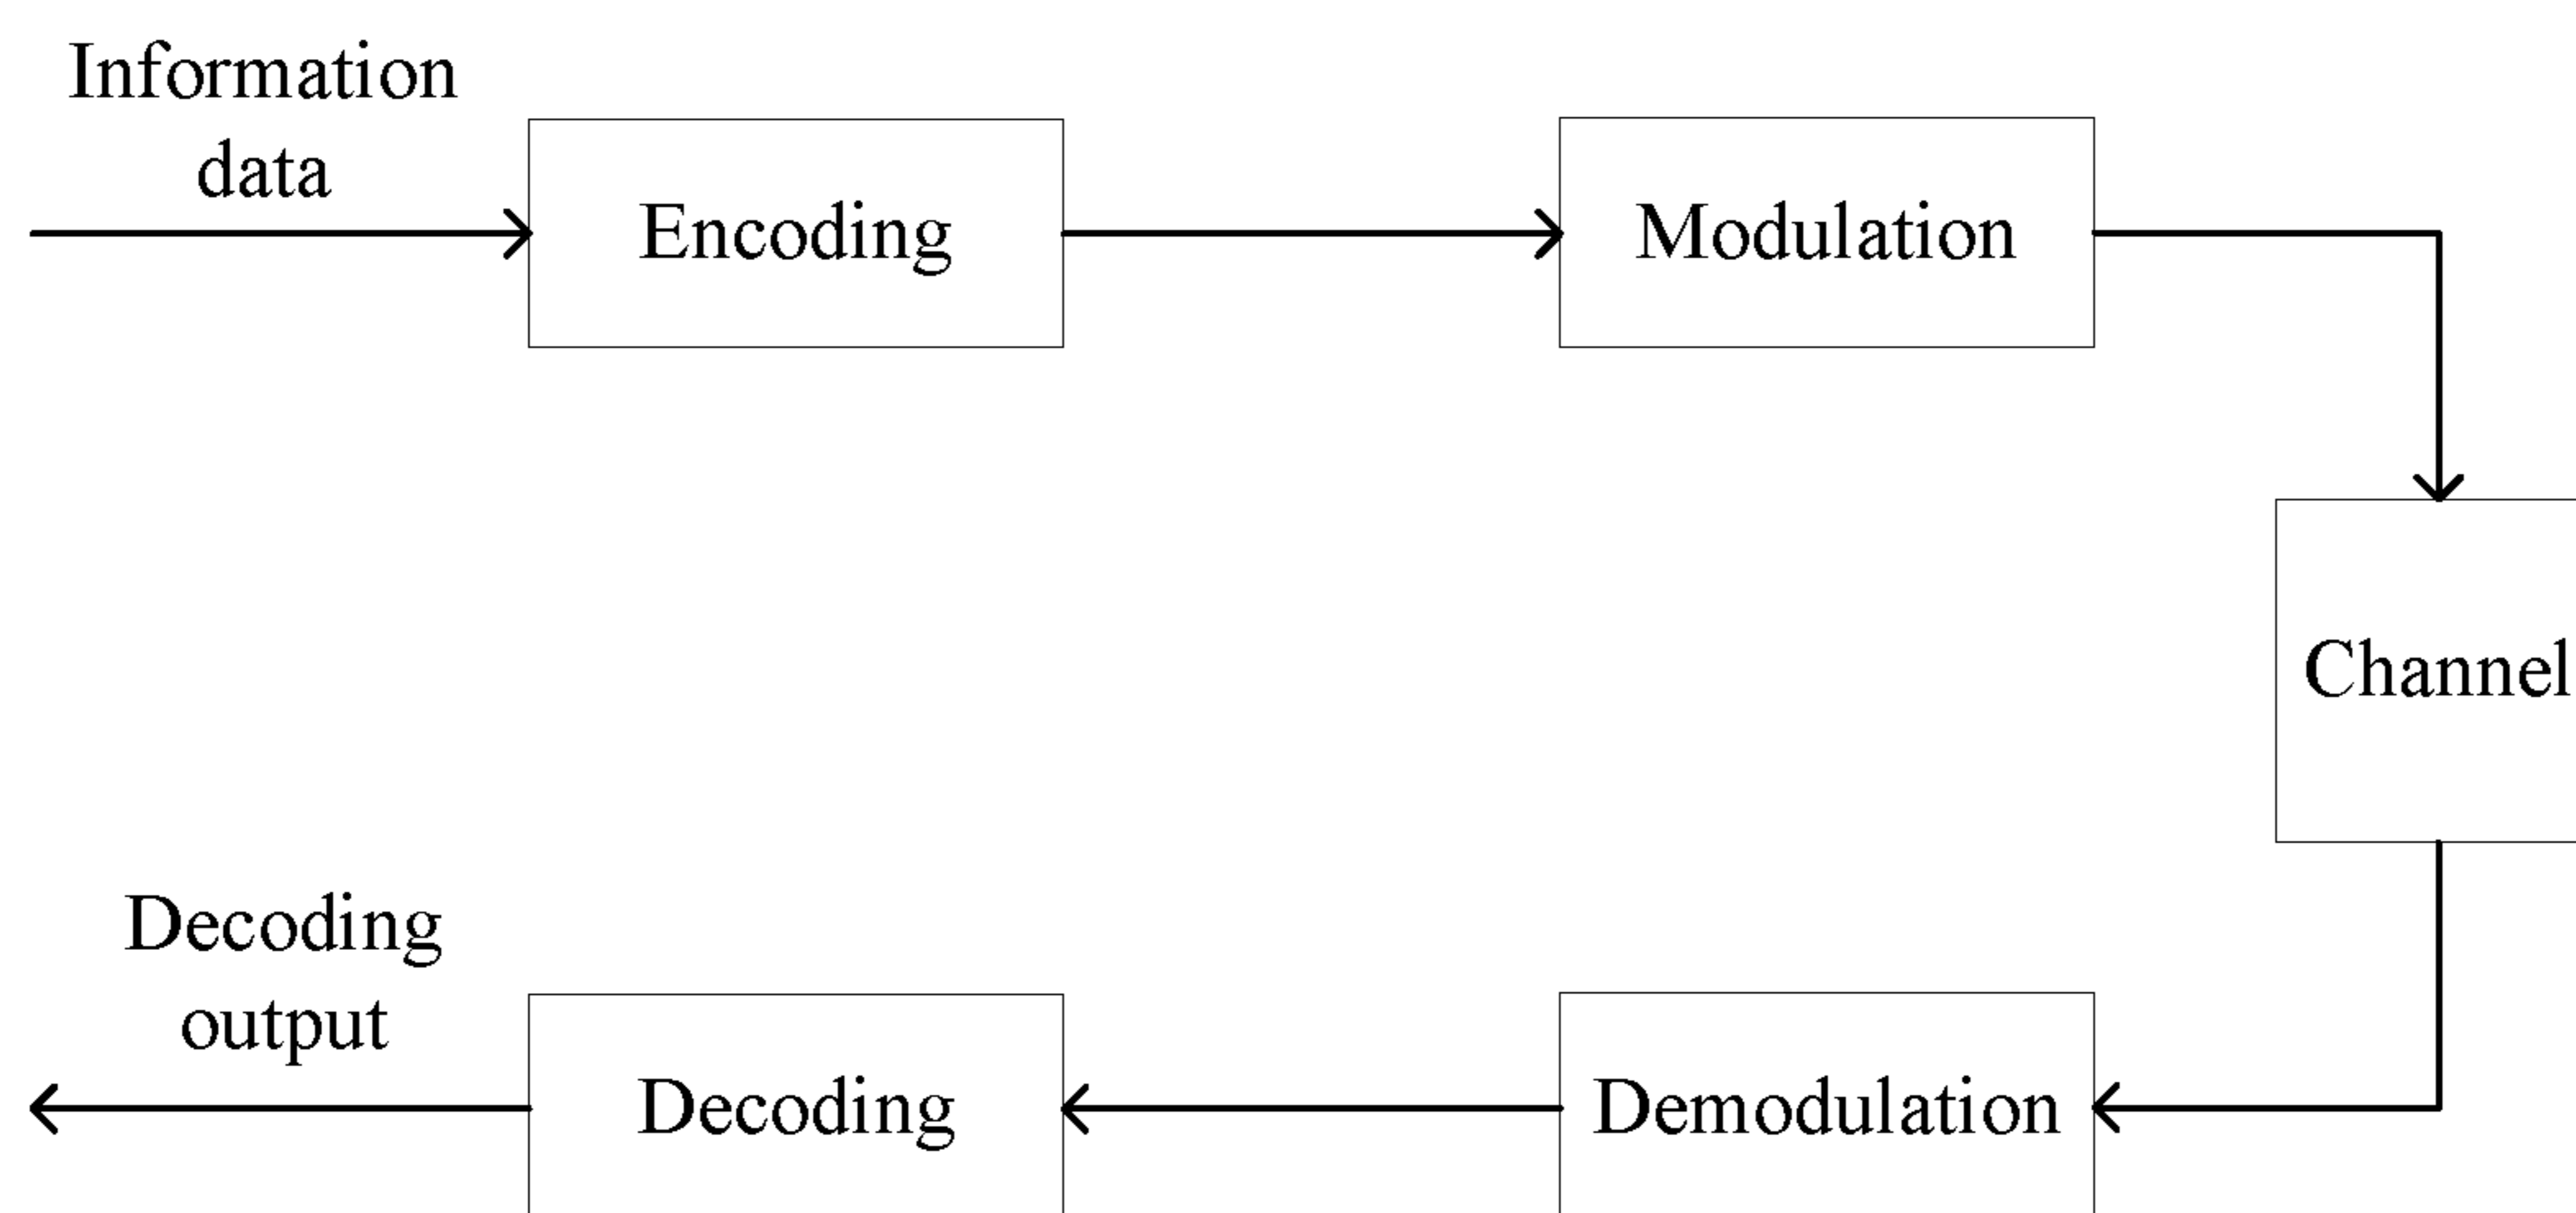 Information
data
Encoding
Modulation
Channel
Decoding
output
Decoding
Demodulation